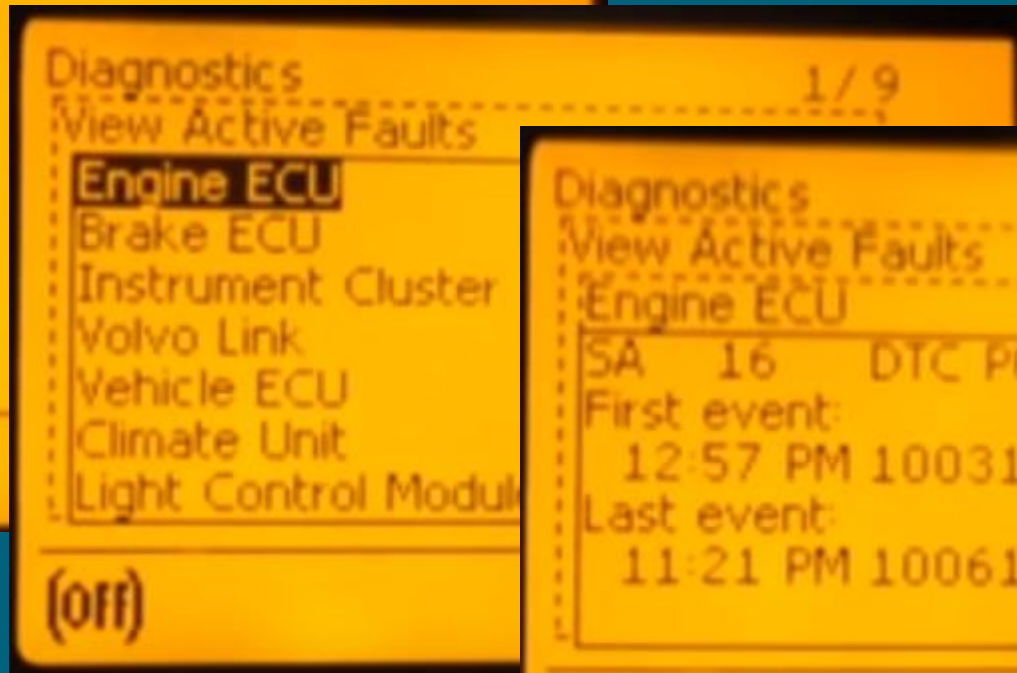 Diagnostics 1/9
View Active Faults
Engine ECU
Brake ECU
Instrument Cluster
Volvo Link
Vehicle ECU
Climate Unit
Light Control Module
(Off)
Diagnostics
View Active Faults
Engine ECU
SA 16 DTC
First event:
12:57 PM 10031
Last event:
11:21 PM 10061